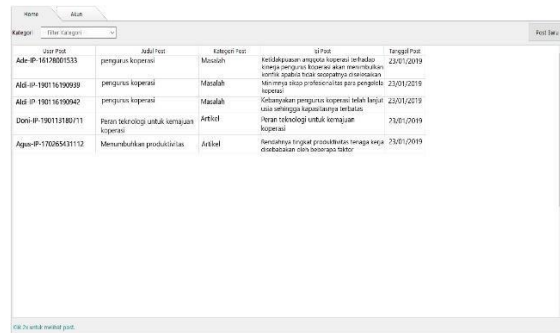 Home Akun
Kategori Filter Kategori Post Baru
User Post Judul Post Kategori Post Isi Post Tanggal Post
Ade-IP-16128001533 pengurus koperasi Masalah Ketidakpuasan anggota koperasi terhadap 23/01/2019
kinerja pengurus koperasi akan menimbulkan
konflik apabila tidak secepatnya diselesaikan
Aldi-IP-190116190939 pengurus koperasi Masalah Minimnya sikap profesionalitas para pengelola 23/01/2019
koperasi
Aldi-IP-190116190942 pengurus koperasi Masalah Kebanyakan pengurus koperasi telah lanjut 23/01/2019
usia sehingga kapasitasnya terbatas
Doni-IP-190113180711 Peran teknologi untuk kemajuan Artikel Peran teknologi untuk kemajuan 23/01/2019
koperasi koperasi
Agus-IP-170265431112 Menumbuhkan produktivitas Artikel Rendahnya tingkat produktivitas tenaga kerja 23/01/2019
disebabkan oleh beberapa faktor
Klik 2x untuk melihat post.